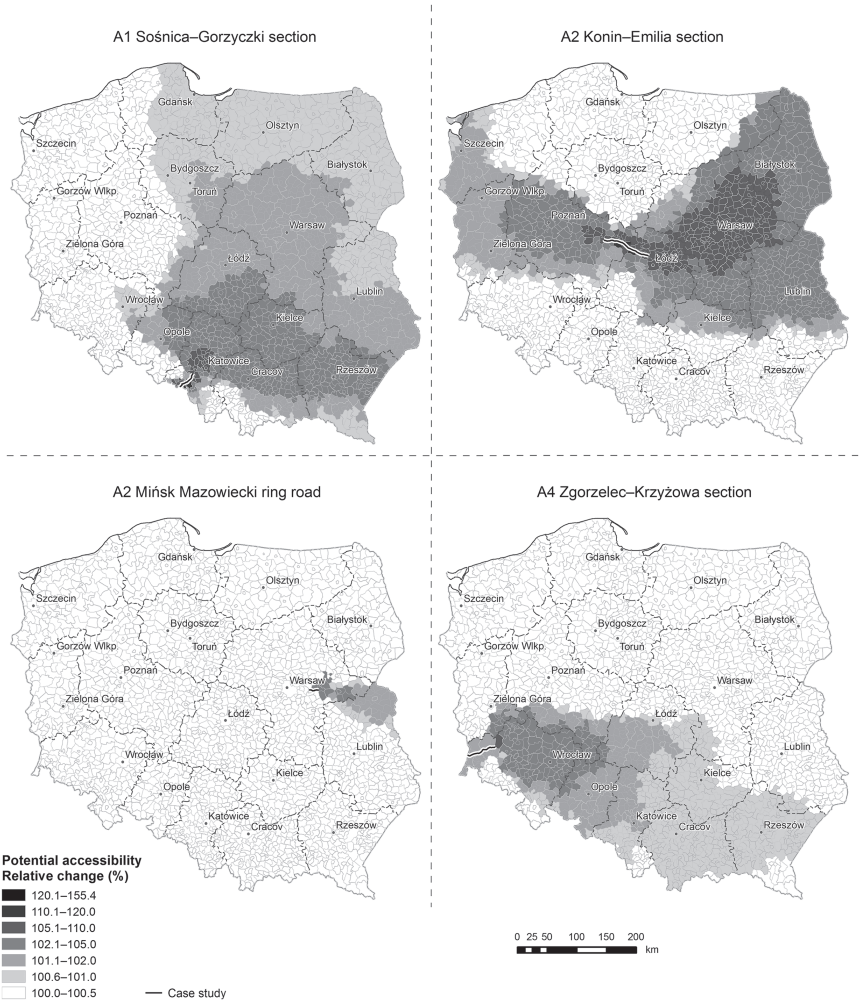 A1 Sośnica–Gorzyczki section
Gdańsk
Olsztyn
Szczecin
Bydgoszcz
Białystok
Toruń
Gorzów Wlkp
Poznań
Warsaw
Zielona Góra
Łódź
Lublin
Wrocław
Kielce
Opole
Katowice
Cracov
Rzeszów
A2 Konin–Emilia section
Gdańsk
Olsztyn
Szczecin
Białystok
Bydgoszcz
Toruń
Gorzów Wlkp
Poznań
Warsaw
Zielona Góra
Łódź
Lublin
Wrocław
Kielce
Opole
Katowice
Cracov
Rzeszów
A2 Mińsk Mazowiecki ring road
Gdańsk
Olsztyn
Szczecin
Bydgoszcz
Białystok
Toruń
Gorzów Wlkp
Poznań
Warsaw
Zielona Góra
Łódź
Lublin
Wrocław
Kielce
Opole
Katowice
Cracov
Rzeszów
A4 Zgorzelec–Krzyżowa section
Gdańsk
Olsztyn
Szczecin
Bydgoszcz
Białystok
Toruń
Gorzów Wlkp
Poznań
Warsaw
Zielona Góra
Łódź
Wrocław
Lublin
Kielce
Opole
Katowice
Cracov
Rzeszów
Potential accessibility
Relative change (%)
120.1–155.4
110.1–120.0
105.1–110.0
102.1–105.0
101.1–102.0
100.6–101.0
100.0–100.5
Case study
0 25 50 100 150 200
km